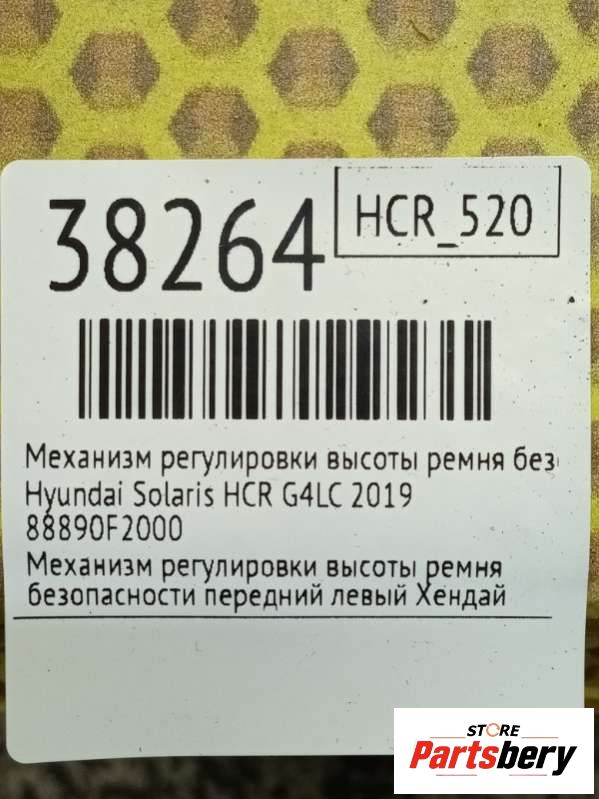 38264
HCR_520
Механизм регулировки высоты ремня без
Hyundai Solaris HCR G4LC 2019
88890F2000
Механизм регулировки высоты ремня
безопасности передний левый Хендай
STORE
Partsbery